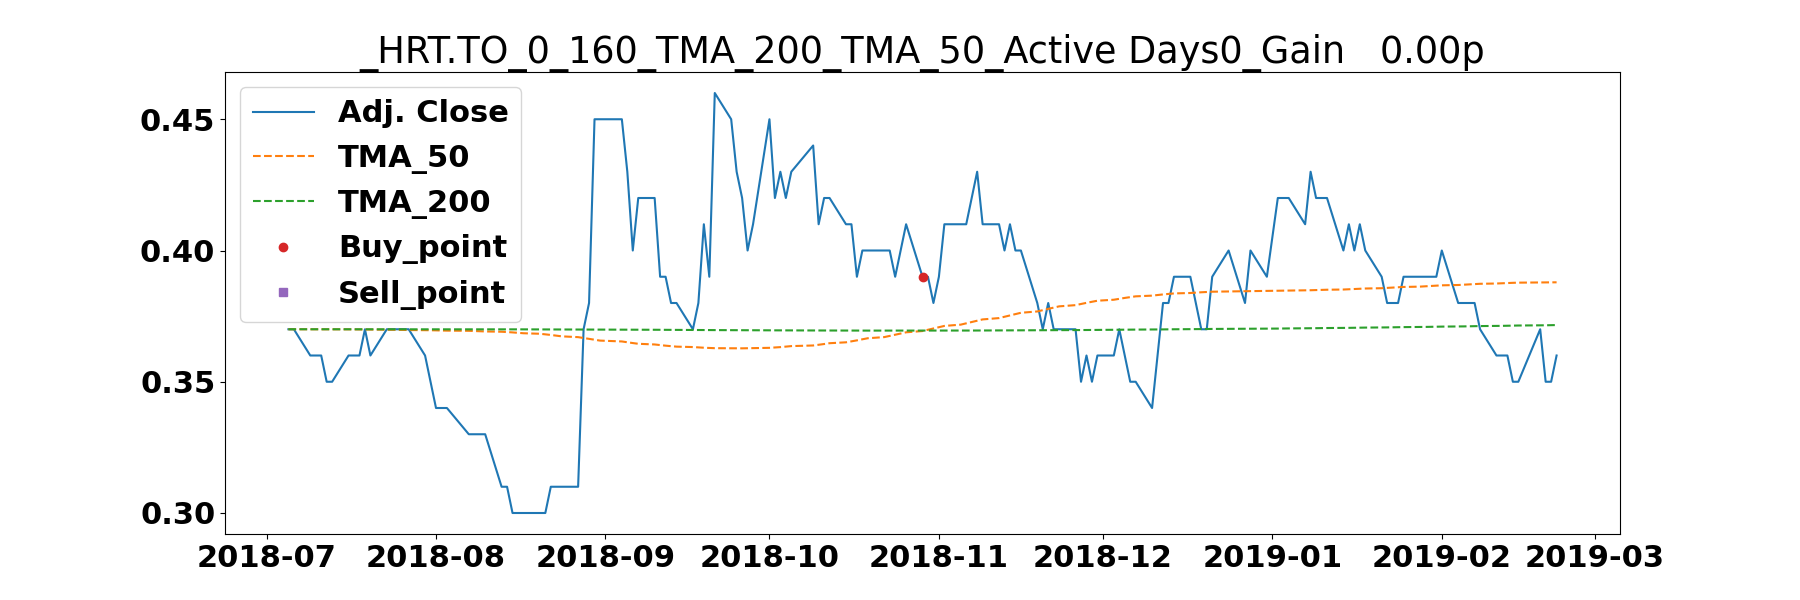 _HRT.TO_0_160_TMA_200_TMA_50_Active Days0_Gain   0.00p
Adj. Close
TMA_50
TMA_200
Buy_point
Sell_point
0.45
0.40
0.35
0.30
2018-07 2018-08 2018-09 2018-10 2018-11 2018-12 2019-01 2019-02 2019-03